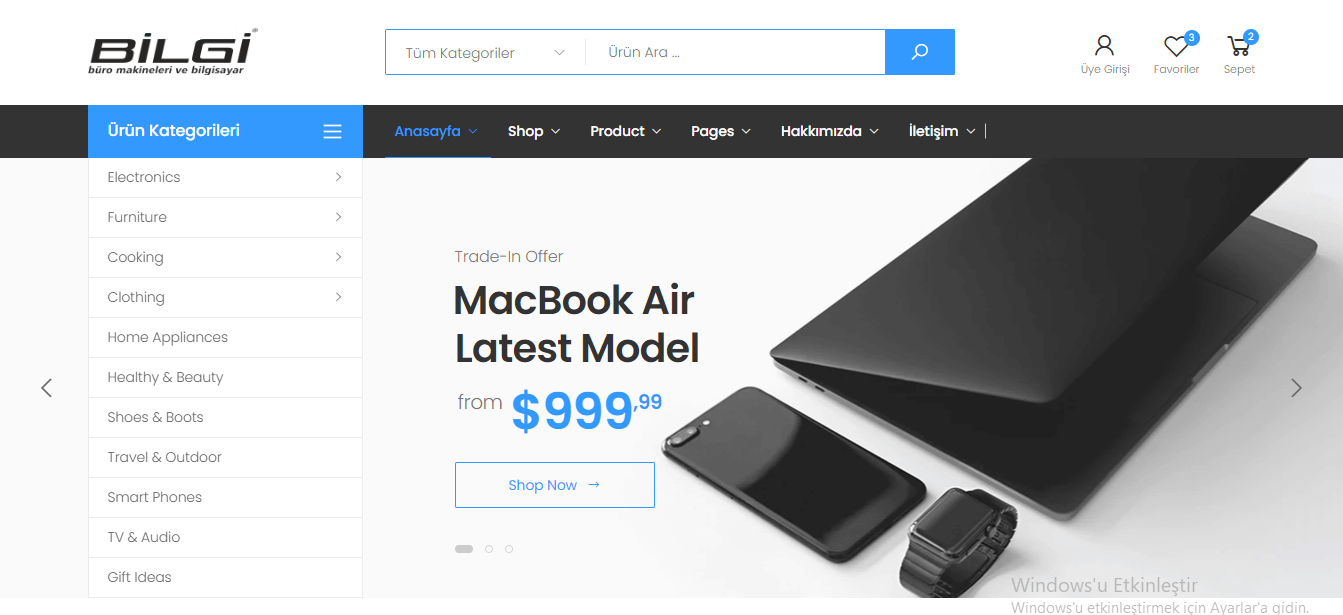 BİLGİ
büro makineleri ve bilgisayar
Tüm Kategoriler
Ürün Ara ...
Üye Girişi
3
Favoriler
2
Sepet
Ürün Kategorileri
Anasayfa
Shop
Product
Pages
Hakkımızda
İletişim
Electronics
Furniture
Cooking
Clothing
Home Appliances
Healthy & Beauty
Shoes & Boots
Travel & Outdoor
Smart Phones
TV & Audio
Gift Ideas
Trade-In Offer
MacBook Air
Latest Model
from $999,99
Shop Now →
Windows'u Etkinleştir
Windows'u etkinleştirmek için Ayarlar'a gidin.